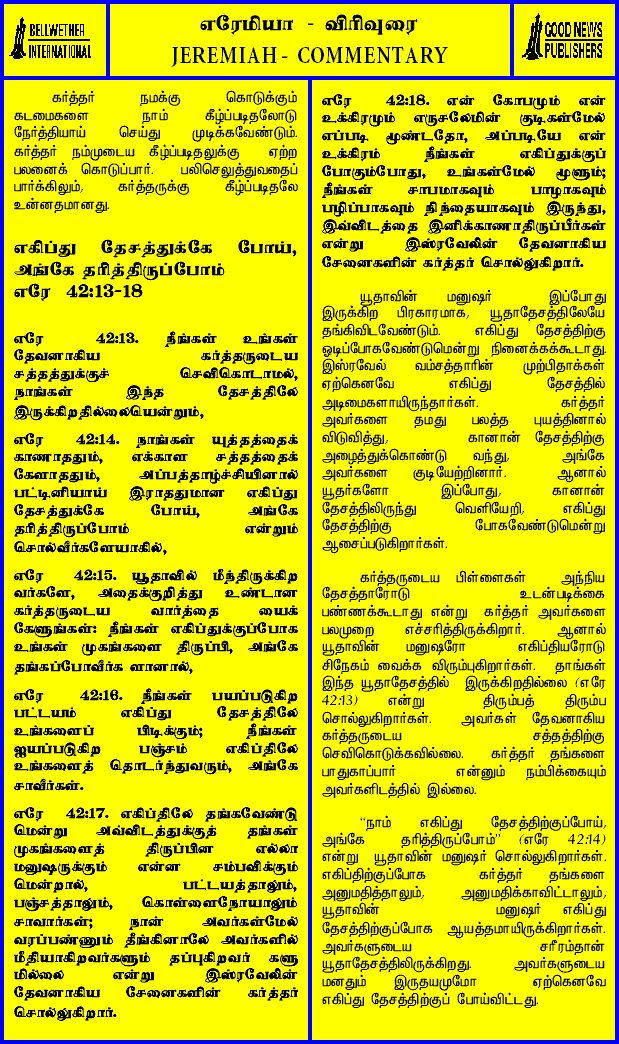 BELLWETHER
INTERNATIONAL
எரேமியா - விரிவுரை
JEREMIAH - COMMENTARY
GOOD NEWS
PUBLISHERS
கர்த்தர் நமக்கு கொடுக்கும்
கடமைகளை நாம் கீழ்ப்படிதலோடு
நேர்த்தியாய் செய்து முடிக்கவேண்டும்.
கர்த்தர் நம்முடைய கீழ்ப்படிதலுக்கு ஏற்ற
பலனைக் கொடுப்பார். பலிசெலுத்துவதைப்
பார்க்கிலும், கர்த்தருக்கு கீழ்ப்படிதலே
உன்னதமானது.
எகிப்து தேசத்துக்கே போய்,
அங்கே தரித்திருப்போம்
எரே 42:13-18
எரே 42:13. நீங்கள் உங்கள்
தேவனாகிய கர்த்தருடைய
சத்தத்துக்குச் செவிகொடாமல்,
நாங்கள் இந்த தேசத்திலே
இருக்கிறதில்லையென்றும்,
எரே 42:14. நாங்கள் யுத்தத்தைக்
காணாததும், எக்காள சத்தத்தைக்
கேளாததும், அப்பத்தாழ்ச்சியினால்
பட்டினியாய் இராததுமான எகிப்து
தேசத்துக்கே போய், அங்கே
தரித்திருப்போம் என்றும்
சொல்வீர்களேயாகில்,
எரே 42:15. யூதாவில் மீந்திருக்கிற
வர்களே, அதைக்குறித்து உண்டான
கர்த்தருடைய வார்த்தை யைக்
கேளுங்கள்: நீங்கள் எகிப்துக்குப்போக
உங்கள் முகங்களை திருப்பி, அங்கே
தங்கப்போவீர்க ளானால்,
எரே 42:16. நீங்கள் பயப்படுகிற
பட்டயம் எகிப்து தேசத்திலே
உங்களைப் பிடிக்கும்; நீங்கள்
ஐயப்படுகிற பஞ்சம் எகிப்திலே
உங்களைத் தொடர்ந்துவரும், அங்கே
சாவீர்கள்.
எரே 42:17. எகிப்திலே தங்கவேண்டு
மென்று அவ்விடத்துக்குத் தங்கள்
முகங்களைத் திருப்பின எல்லா
மனுஷருக்கும் என்ன சம்பவிக்கும்
மென்றால், பட்டயத்தாலும்,
பஞ்சத்தாலும், கொள்ளைநோயாலும்
சாவார்கள்; நான் அவர்கள்மேல்
வரப்பண்ணும் தீங்கினாலே அவர்களில்
மீதியாகிறவர்களும் தப்புகிறவர் களு
மில்லை என்று இஸ்ரவேலின்
தேவனாகிய சேனைகளின் கர்த்தர்
சொல்லுகிறார்.
எரே 42:18. என் கோபமும் என்
உக்கிரமும் எருசலேமின் குடிகள்மேல்
எப்படி மூண்டதோ, அப்படியே என்
உக்கிரம் நீங்கள் எகிப்துக்குப்
போகும்போது, உங்கள்மேல் மூளும்;
நீங்கள் சாபமாகவும் பாழாகவும்
பழிப்பாகவும் நிந்தையாகவும் இருந்து,
இவ்விடத்தை இனிக்காணாதிருப்பீர்கள்
என்று இஸ்ரவேலின் தேவனாகிய
சேனைகளின் கர்த்தர் சொல்லுகிறார்.
யூதாவின் மனுஷர் இப்போது
இருக்கிற பிரகாரமாக, யூதாதேசத்திலேயே
தங்கிவிடவேண்டும். எகிப்து தேசத்திற்கு
ஓடிப்போகவேண்டுமென்று நினைக்கக்கூடாது.
இஸ்ரவேல் வம்சத்தாரின் முற்பிதாக்கள்
ஏற்கெனவே எகிப்து தேசத்தில்
அடிமைகளாயிருந்தார்கள். கர்த்தர்
அவர்களை தமது பலத்த புயத்தினால்
விடுவித்து, கானான் தேசத்திற்கு
அழைத்துக்கொண்டு வந்து, அங்கே
அவர்களை குடியேற்றினார். ஆனால்
யூதர்களோ இப்போது, கானான்
தேசத்திலிருந்து வெளியேறி, எகிப்து
தேசத்திற்கு போகவேண்டுமென்று
ஆசைப்படுகிறார்கள்.
கர்த்தருடைய பிள்ளைகள் அந்நிய
தேசத்தாரோடு உடன்படிக்கை
பண்ணக்கூடாது என்று கர்த்தர் அவர்களை
பலமுறை எச்சரித்திருக்கிறார். ஆனால்
யூதாவின் மனுஷரோ எகிப்தியரோடு
சிநேகம் வைக்க விரும்புகிறார்கள். தாங்கள்
இந்த யூதாதேசத்தில் இருக்கிறதில்லை (எரே
42:13) என்று திரும்பத் திரும்ப
சொல்லுகிறார்கள். அவர்கள் தேவனாகிய
கர்த்தருடைய சத்தத்திற்கு
செவிகொடுக்கவில்லை. கர்த்தர் தங்களை
பாதுகாப்பார் என்னும் நம்பிக்கையும்
அவர்களிடத்தில் இல்லை.
"நாம் எகிப்து தேசத்திற்குப்போய்,
அங்கே தரித்திருப்போம்" (எரே 42:14)
என்று யூதாவின் மனுஷர் சொல்லுகிறார்கள்.
எகிப்திற்குப்போக கர்த்தர் தங்களை
அனுமதித்தாலும், அனுமதிக்காவிட்டாலும்,
யூதாவின் மனுஷர் எகிப்து
தேசத்திற்குப்போக ஆயத்தமாயிருக்கிறார்கள்.
அவர்களுடைய சரீரம்தான்
யூதாதேசத்திலிருக்கிறது. அவர்களுடைய
மனதும் இருதயமுமோ ஏற்கெனவே
எகிப்து தேசத்திற்குப் போய்விட்டது.